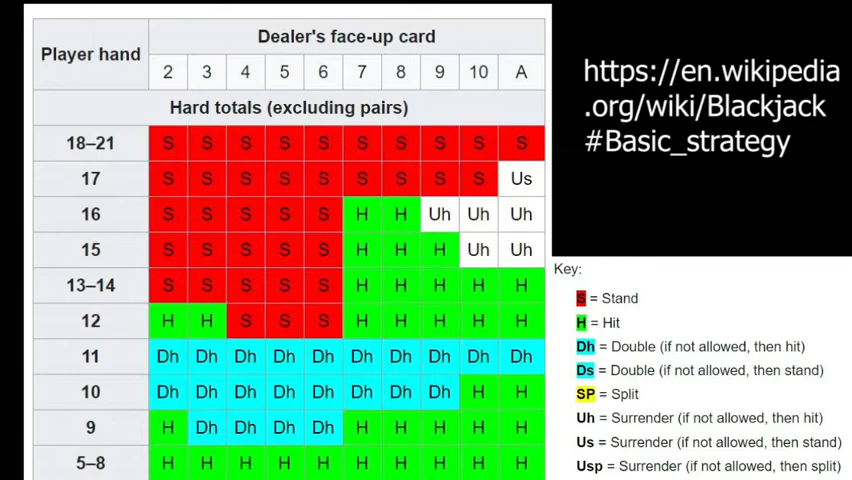 Player hand
Dealer's face-up card
2 3 4 5 6 7 8 9 10 A
Hard totals (excluding pairs)
18–21 S S S S S S S S S S
17 S S S S S S S S S Us
16 S S S S S H H Uh Uh Uh
15 S S S S S H H H Uh Uh
13–14 S S S S S H H H H H
12 H H S S S H H H H H
11 Dh Dh Dh Dh Dh Dh Dh Dh Dh Dh
10 Dh Dh Dh Dh Dh Dh Dh Dh H H
9 H Dh Dh Dh Dh H H H H H
5–8 H H H H H H H H H H
https://en.wikipedia
.org/wiki/Blackjack
#Basic_strategy
Key:
S = Stand
H = Hit
Dh = Double (if not allowed, then hit)
Ds = Double (if not allowed, then stand)
SP = Split
Uh = Surrender (if not allowed, then hit)
Us = Surrender (if not allowed, then stand)
Usp = Surrender (if not allowed, then split)